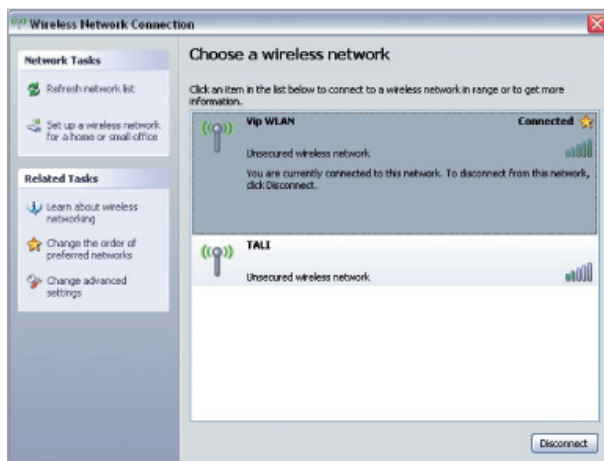 Wireless Network Connection
Network Tasks
Refresh network list
Set up a wireless network
for a home or small office
Related Tasks
Learn about wireless
networking
Change the order of
preferred networks
Change advanced
settings
Choose a wireless network
Click an item in the list below to connect to a wireless network in range or to get more
information.
Vip WLAN Connected
Unsecured wireless network
You are currently connected to this network. To disconnect from this network,
click Disconnect.
TALI
Unsecured wireless network
Disconnect